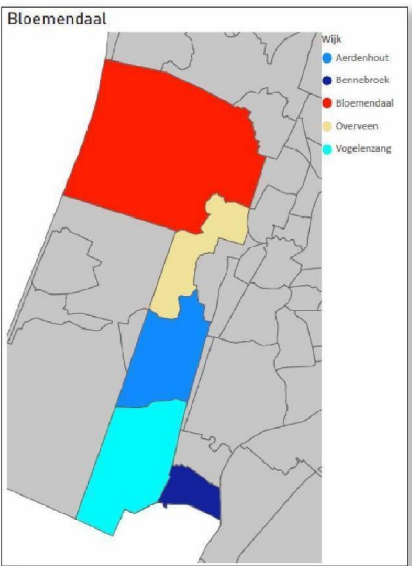 Bloemendaal
Wijk
Aerdenhout
Bennebroek
Bloemendaal
Overveen
Vogelenzang